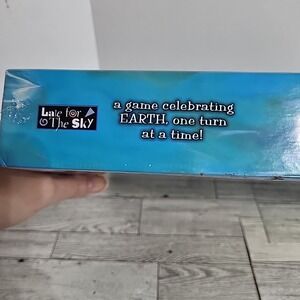 Late for
The Sky
a game celebrating
EARTH, one turn
at a time!